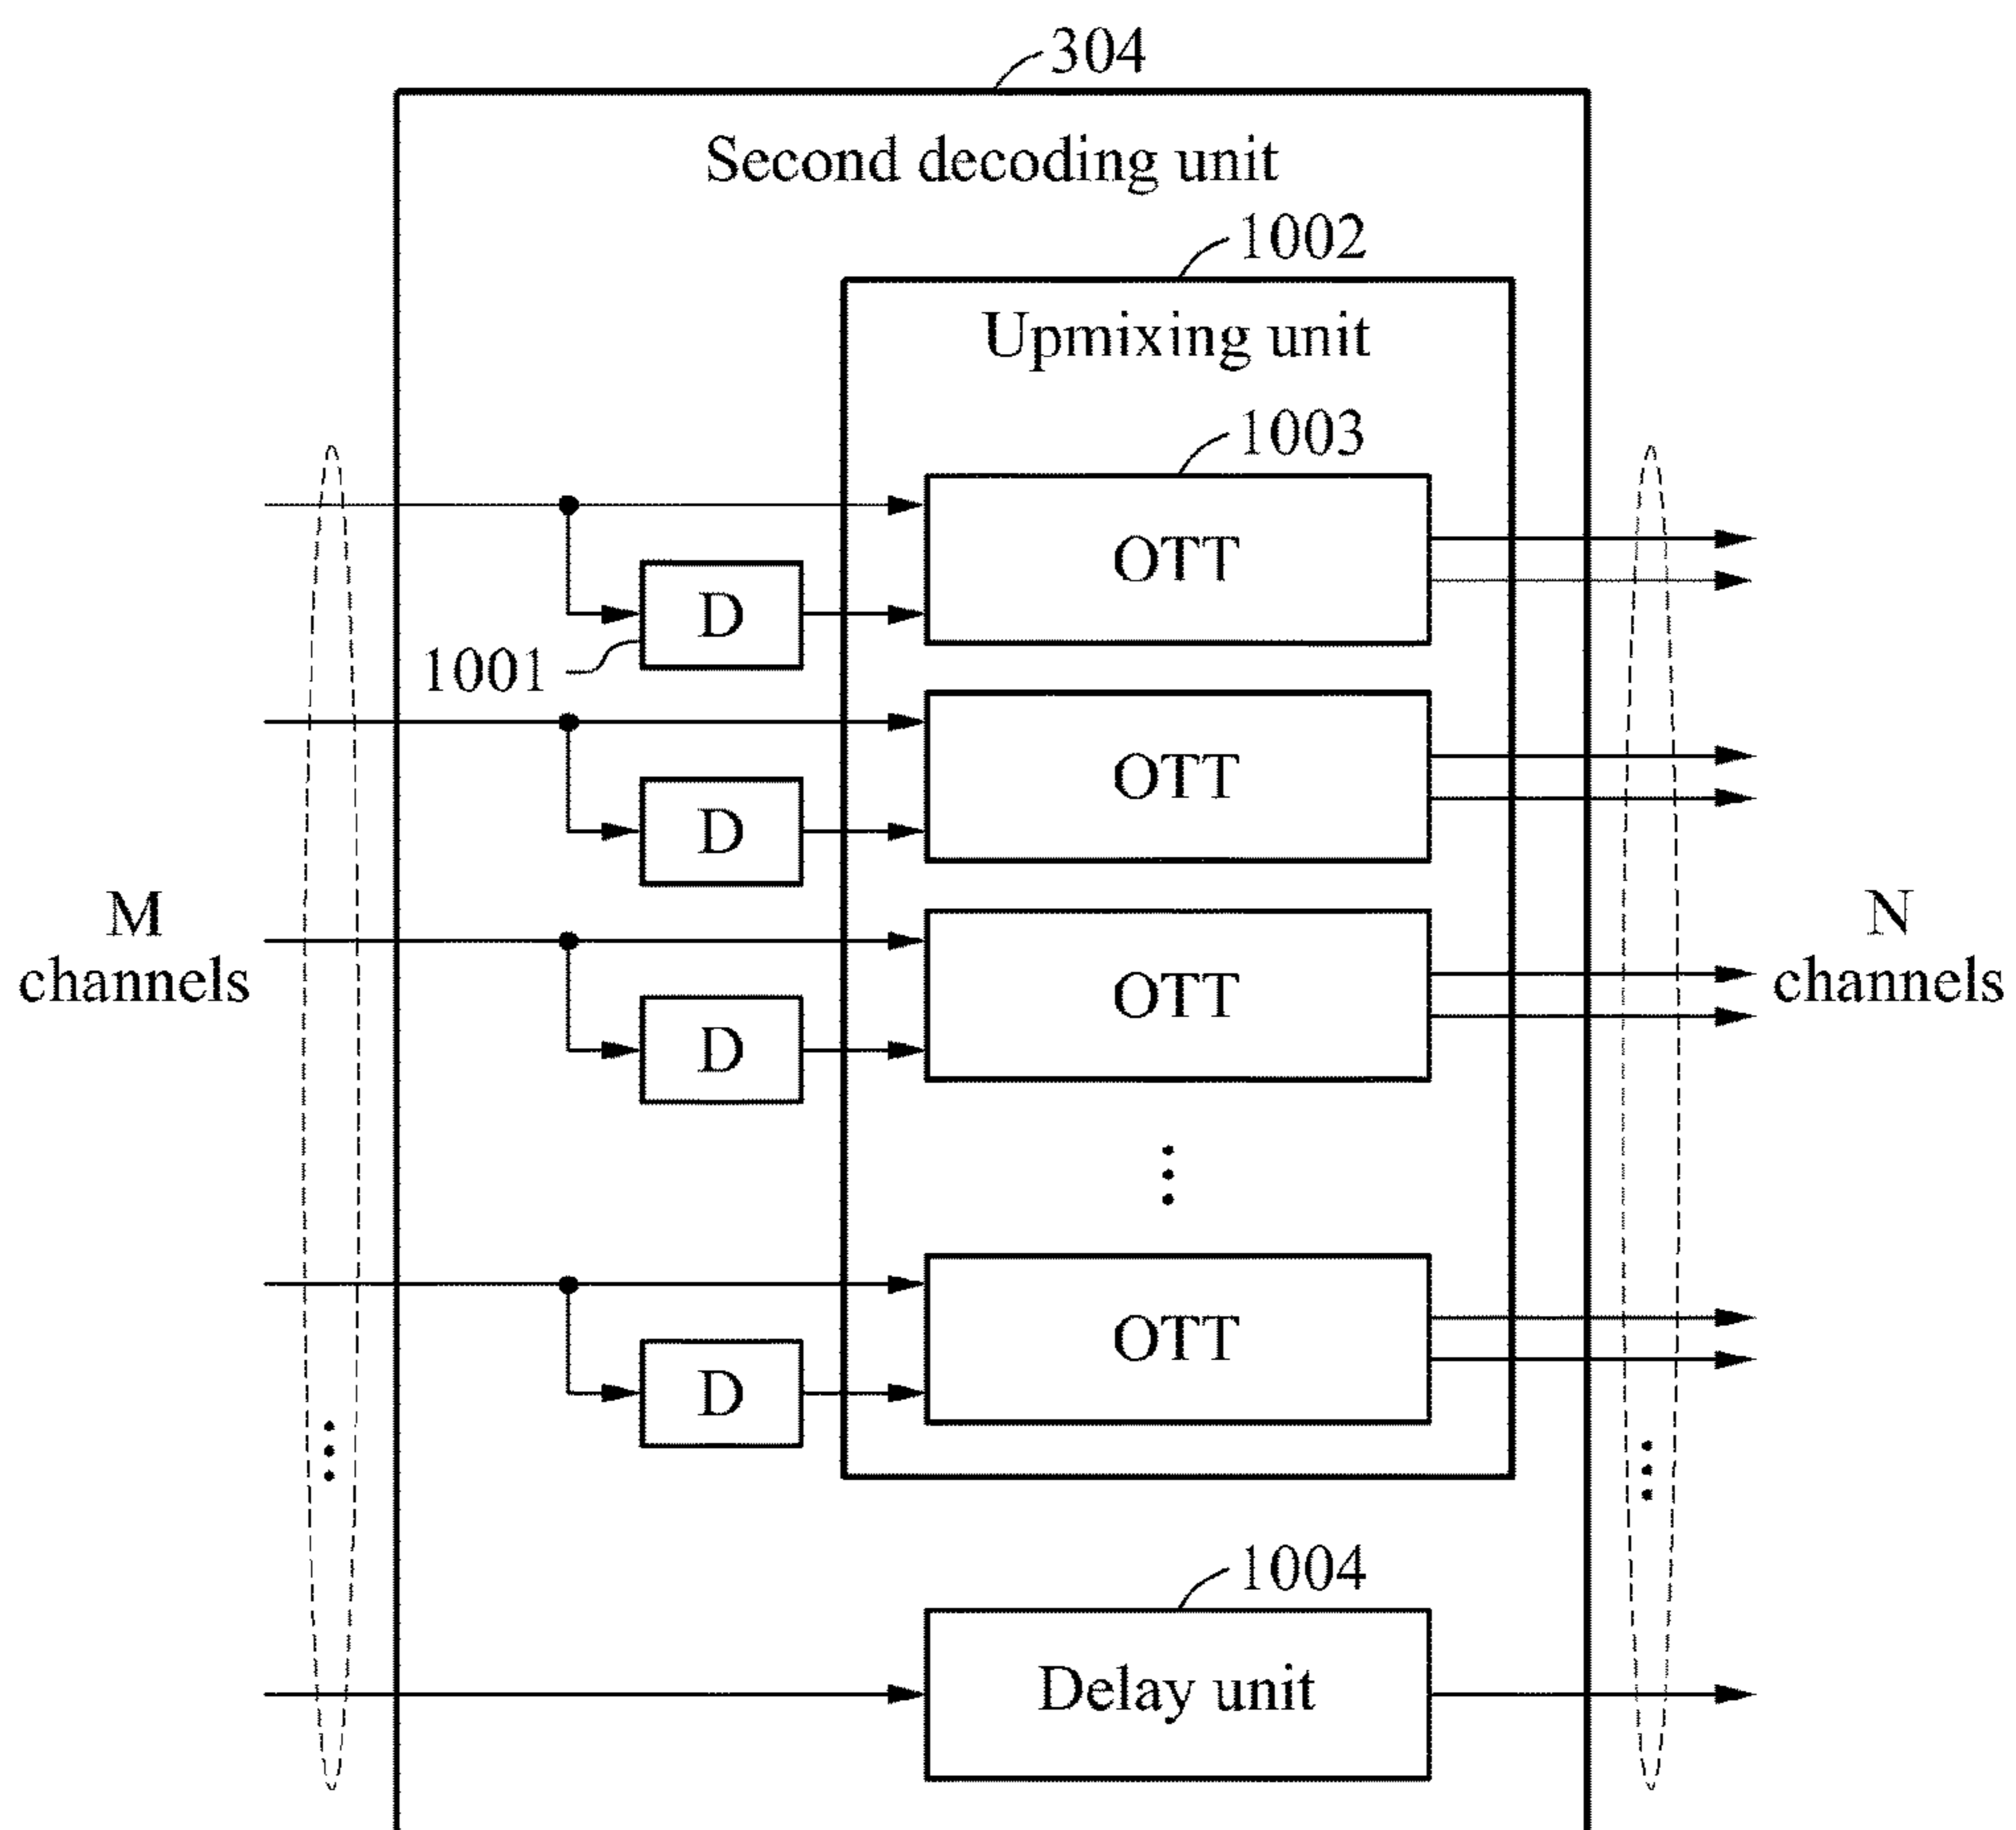 304
Second decoding unit
1002
Upmixing unit
1003
OTT
D
1001
OTT
D
M
channels
N
channels
OTT
D
OTT
D
1004
Delay unit